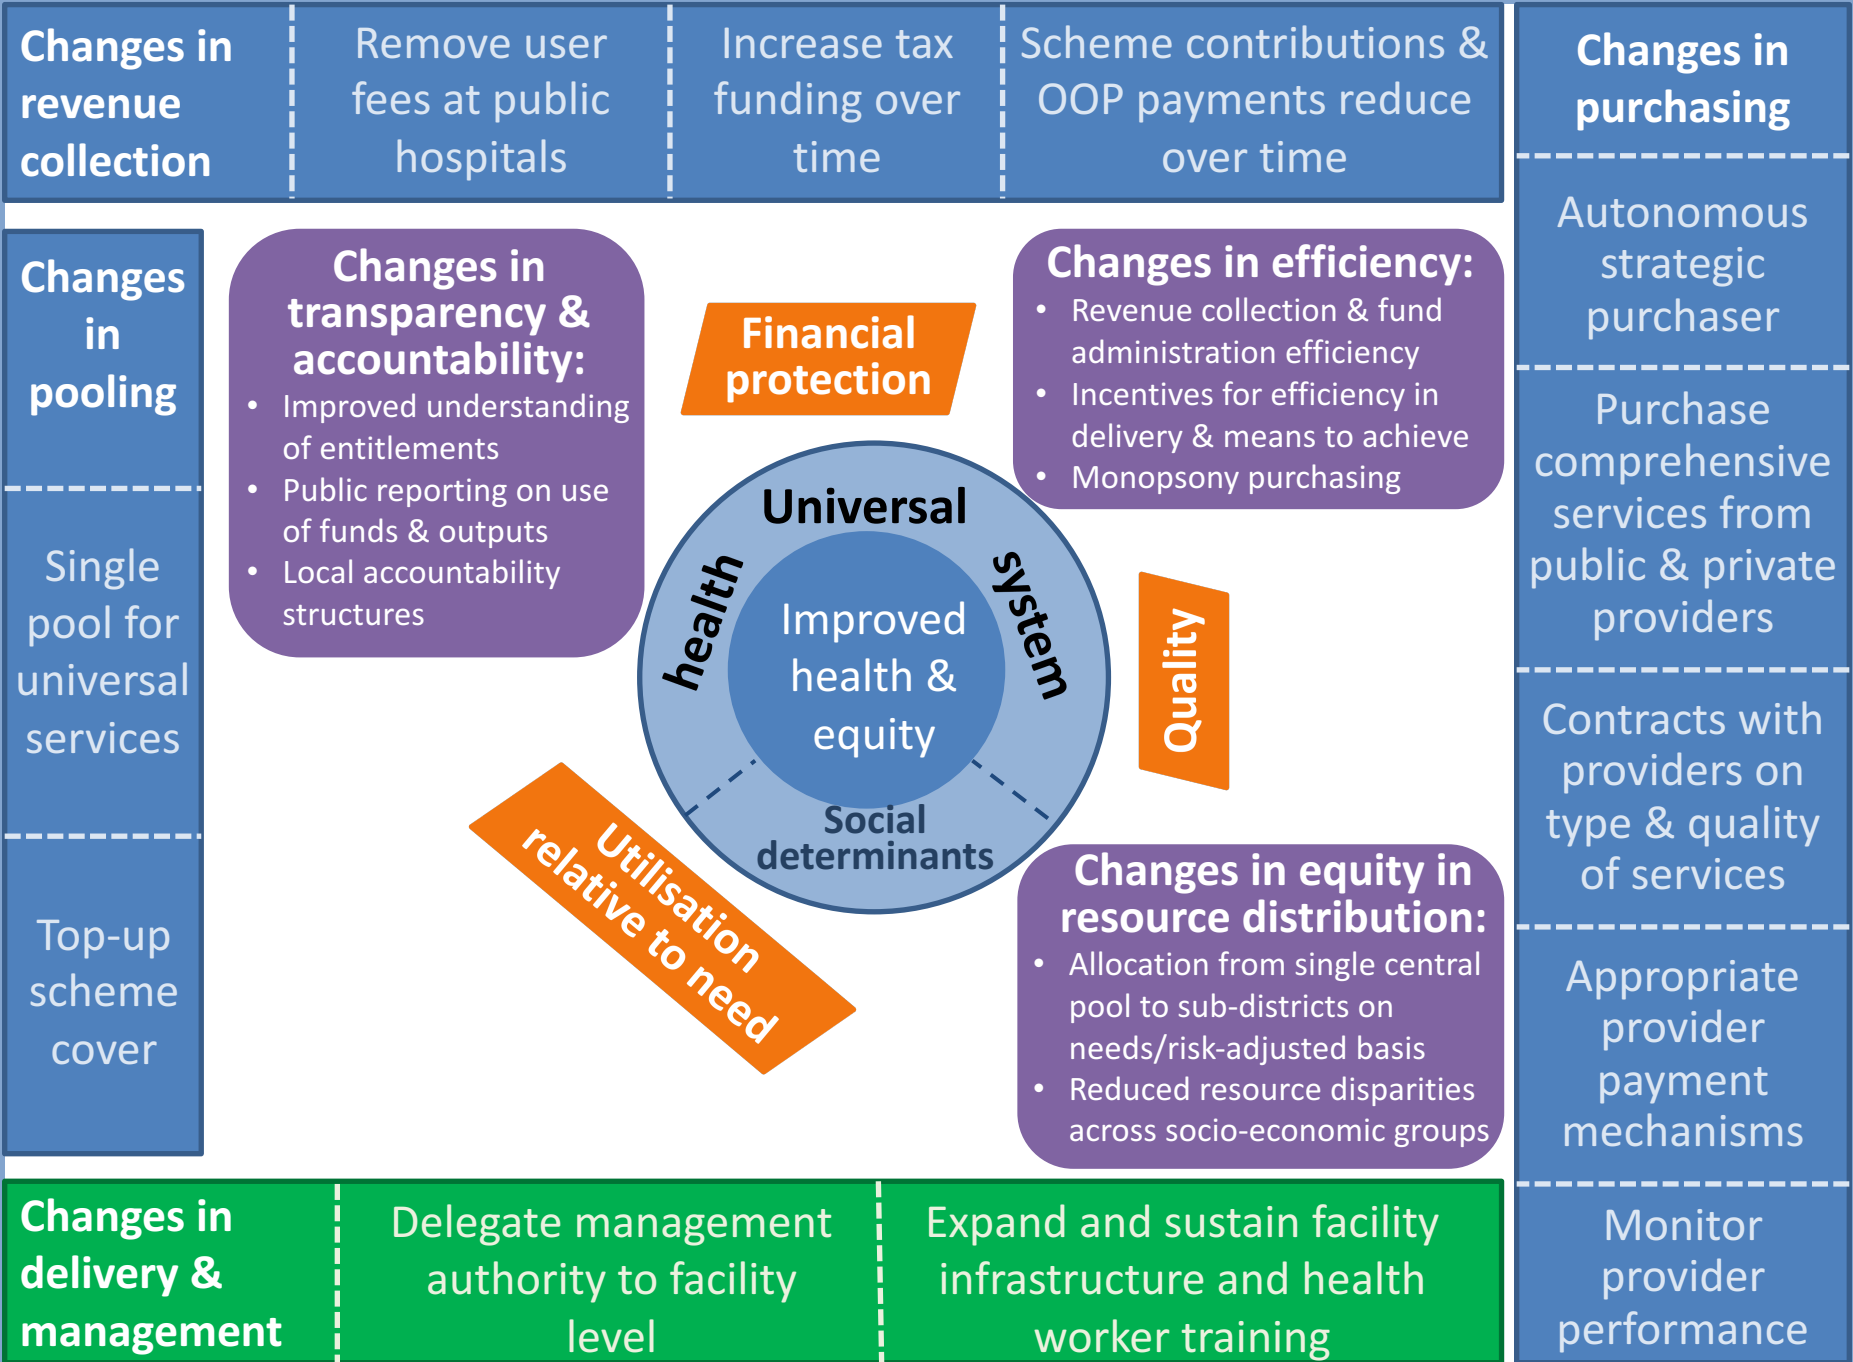 Changes in
revenue
collection
Remove user
fees at public
hospitals
Increase tax
funding over
time
Scheme contributions &
OOP payments reduce
over time
Changes in
purchasing
Autonomous
strategic
purchaser
Purchase
comprehensive
services from
public & private
providers
Contracts with
providers on
type & quality
of services
Appropriate
provider
payment
mechanisms
Monitor
provider
performance
Changes
in
pooling
Single
pool for
universal
services
Top-up
scheme
cover
Changes in
transparency &
accountability:
• Improved understanding
of entitlements
• Public reporting on use
of funds & outputs
• Local accountability
structures
Financial
protection
Changes in efficiency:
• Revenue collection & fund
administration efficiency
• Incentives for efficiency in
delivery & means to achieve
• Monopsony purchasing
Universal
health
system
Improved
health &
equity
Social
determinants
Quality
Utilisation
relative to need
Changes in equity in
resource distribution:
• Allocation from single central
pool to sub-districts on
needs/risk-adjusted basis
• Reduced resource disparities
across socio-economic groups
Changes in
delivery &
management
Delegate management
authority to facility
level
Expand and sustain facility
infrastructure and health
worker training